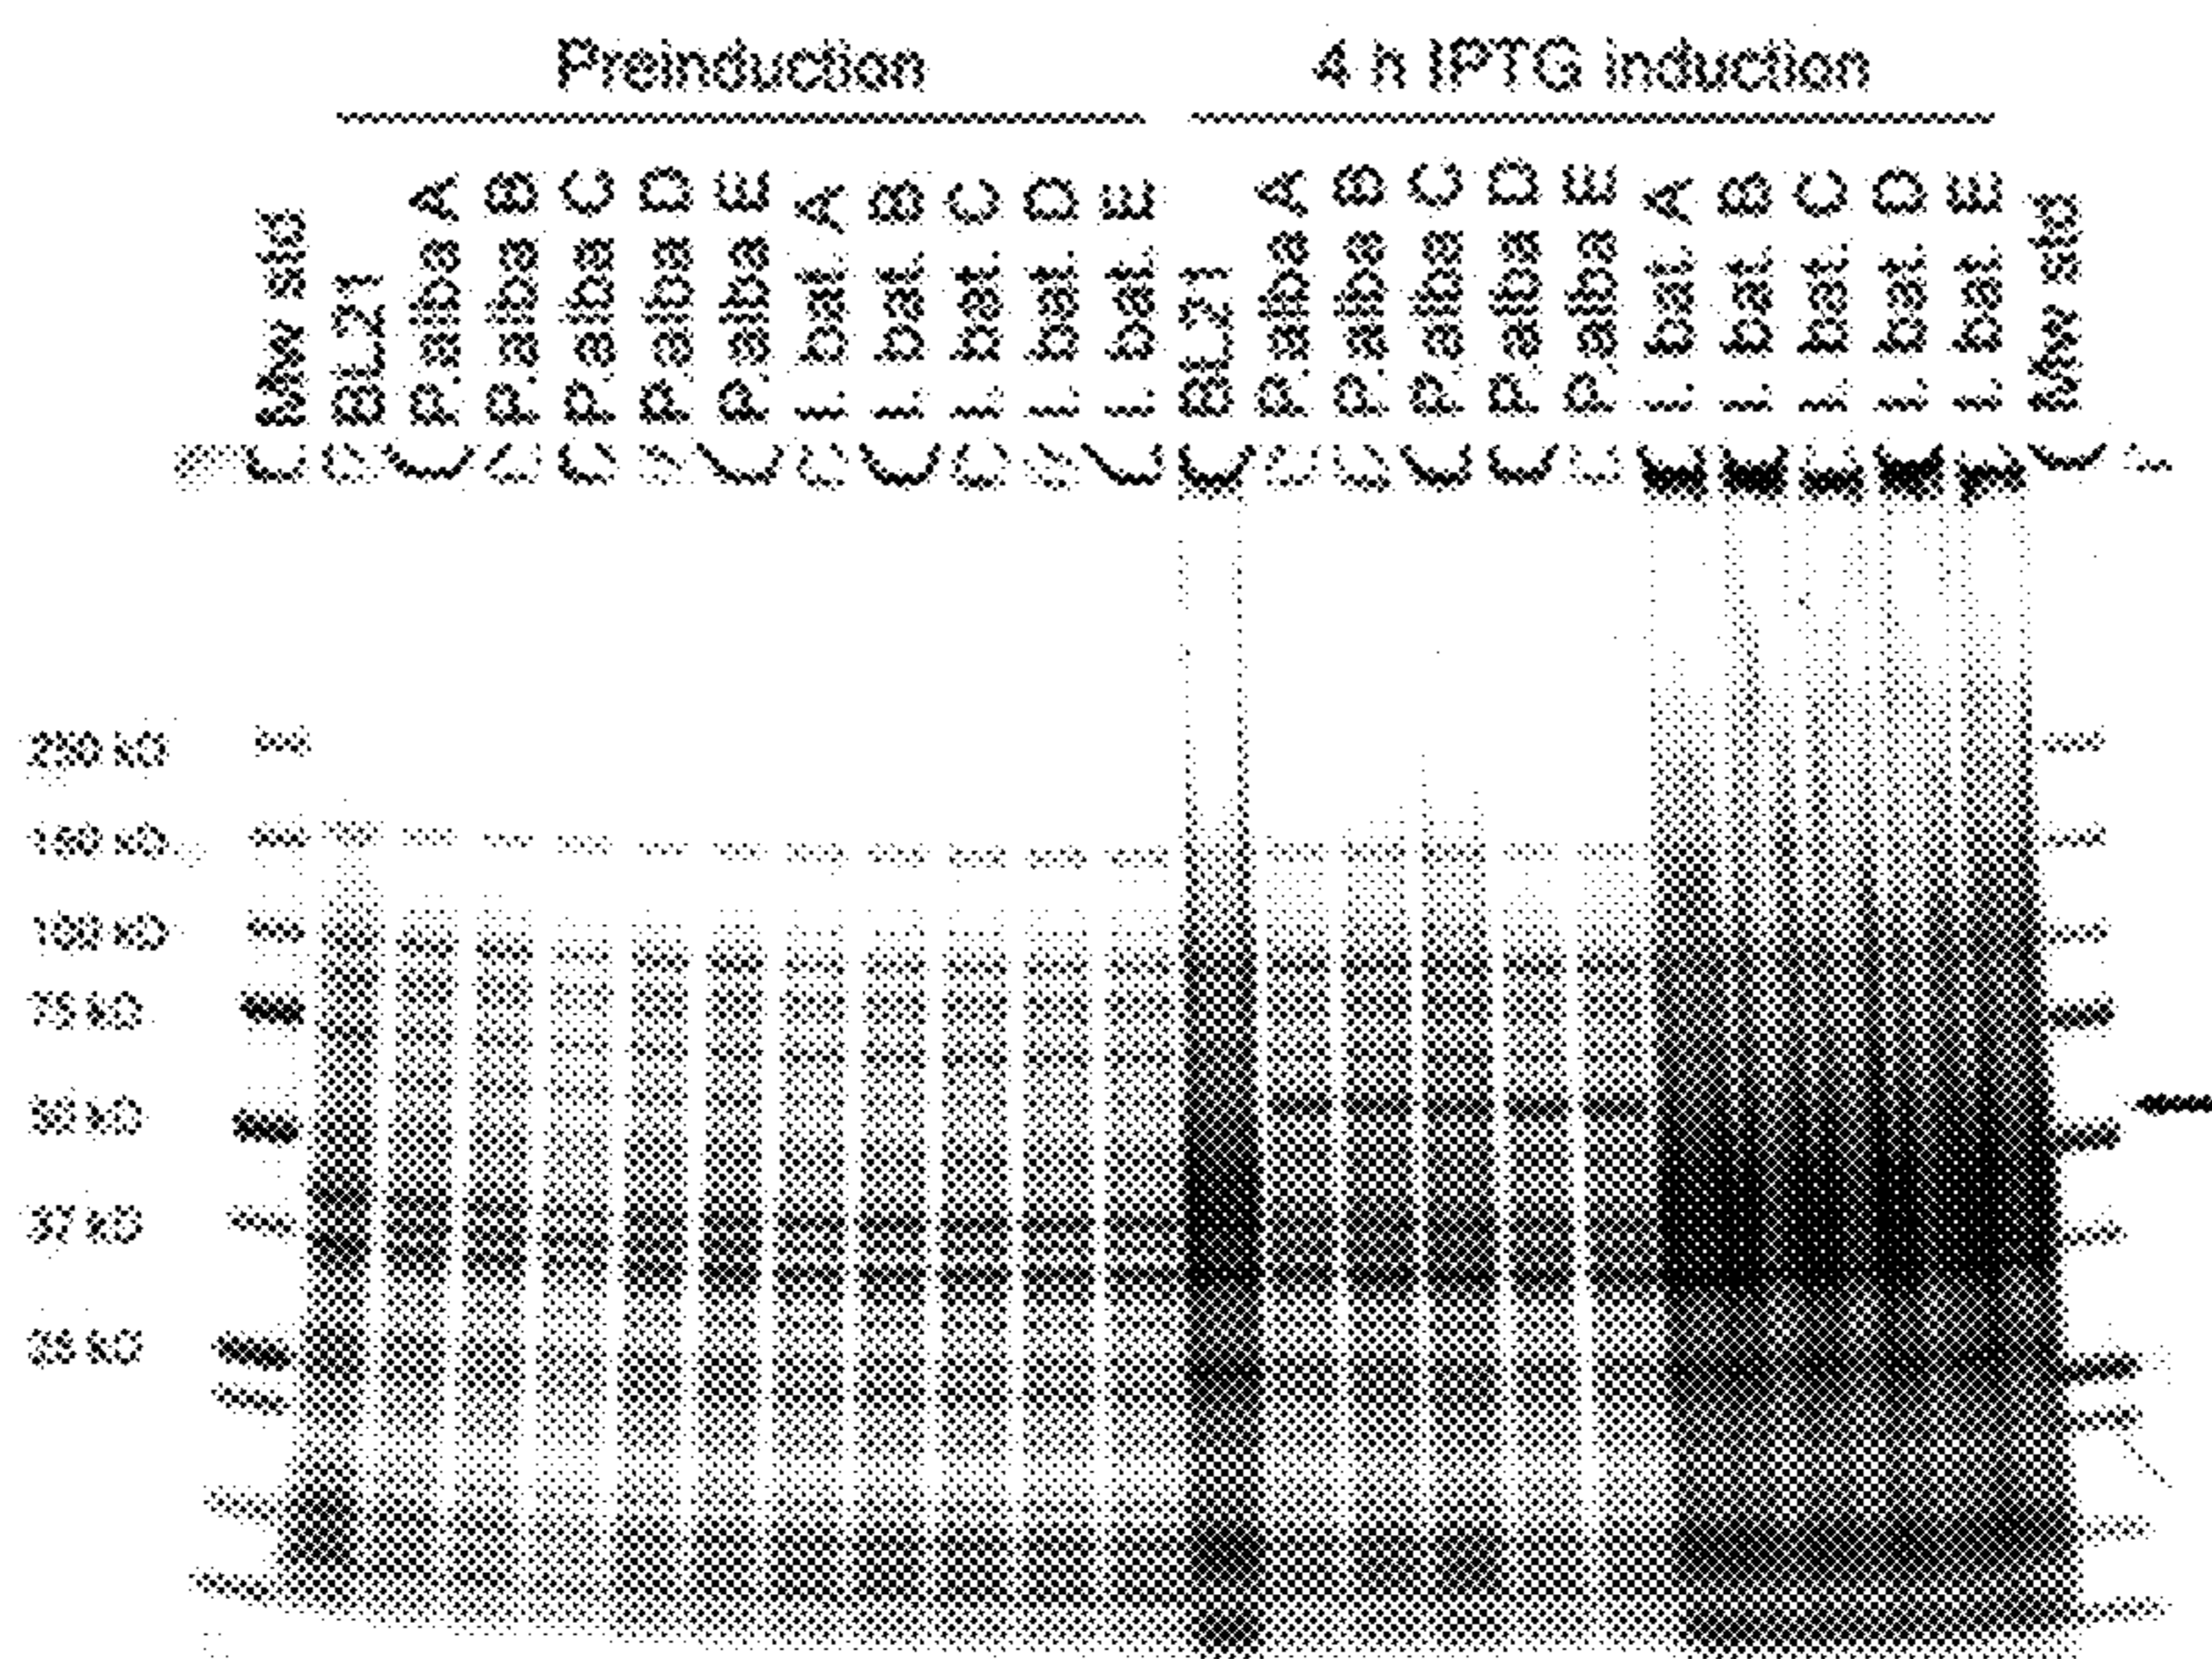 Preinduction 4 h IPTG induction
Mw std BL21 P. alba A P. alba B P. alba C P. alba D P. alba E I. bat. A I. bat. B I. bat. C I. bat. D I. bat. E BL21 P. alba A P. alba B P. alba C P. alba D P. alba E I. bat. A I. bat. B I. bat. C I. bat. D I. bat. E Mw std
250 kD
150 kD
100 kD
75 kD
50 kD
37 kD
25 kD